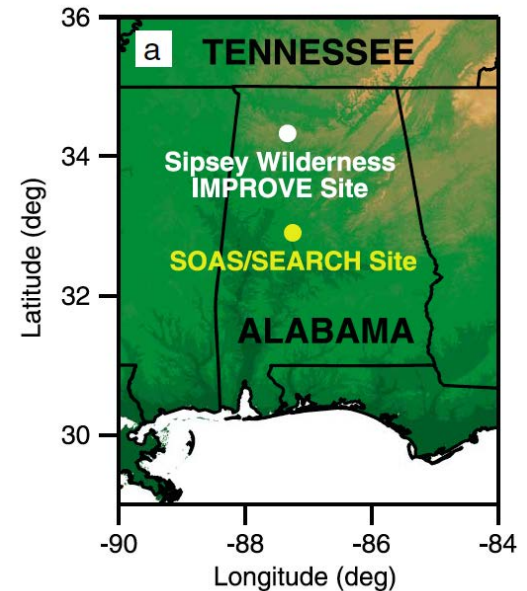 36
a
TENNESSEE
34
Sipsey Wilderness
IMPROVE Site
SOAS/SEARCH Site
Latitude (deg)
32
ALABAMA
30
-90
-88
-86
-84
Longitude (deg)